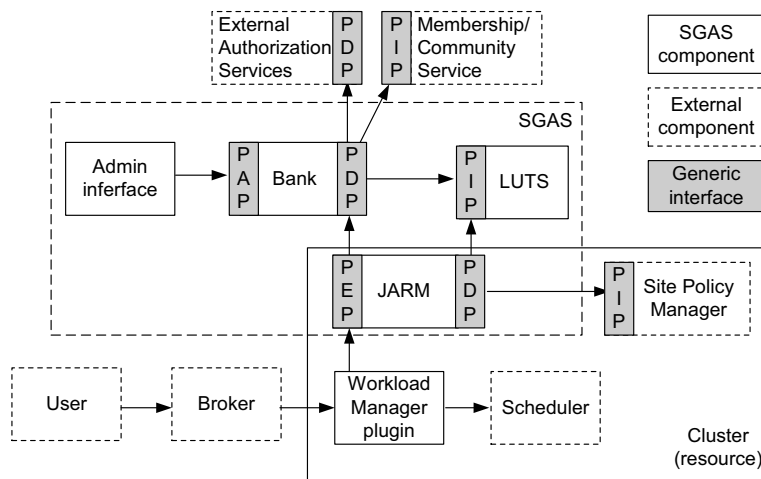 External
Authorization
Services
P
D
P
P
I
P
Membership/
Community
Service
SGAS
component
External
component
Generic
interface
SGAS
Admin
inferface
P
A
P
Bank
P
D
P
P
I
P
LUTS
P
E
P
JARM
P
D
P
P
I
P
Site Policy
Manager
User
Broker
Workload
Manager
plugin
Scheduler
Cluster
(resource)